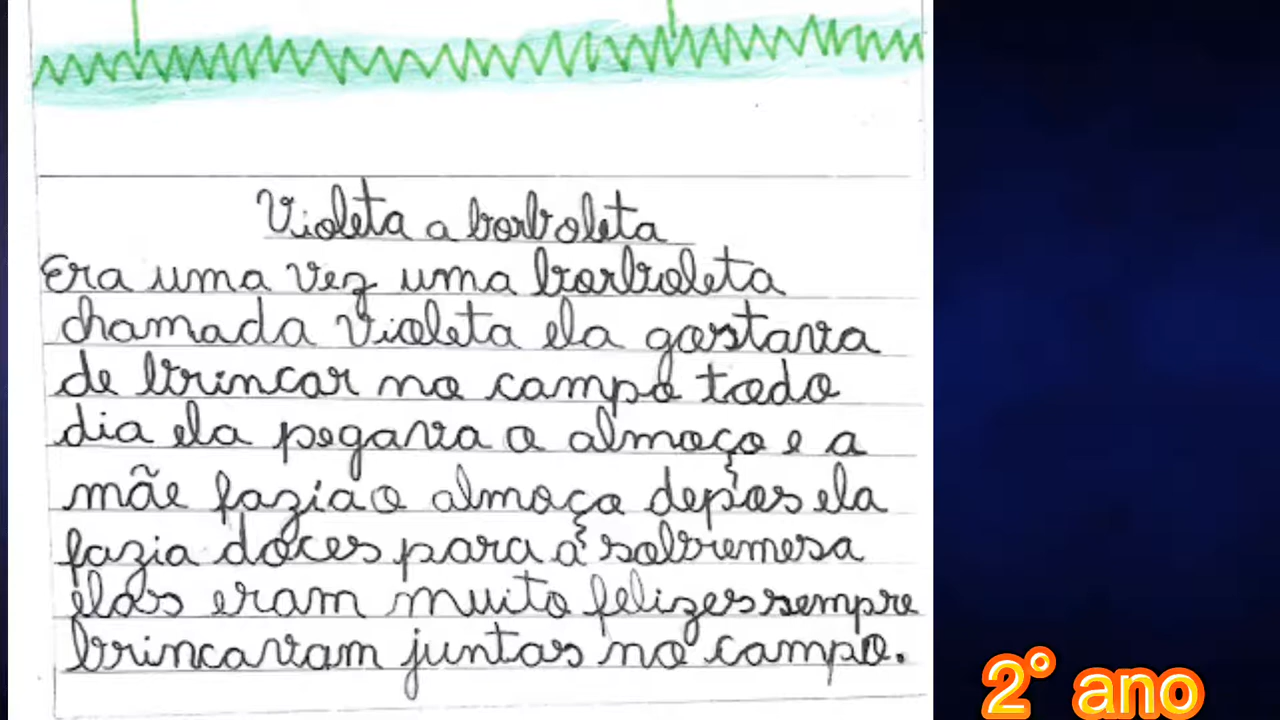 Violeta a borboleta
Era uma vez uma borboleta
chamada Violeta ela gostava
de brincar no campo todo
dia ela pegava o almoço e a
mãe fazia o almoço depos ela
fazia doces para a sobremesa
elas eram muito felizes sempre
brincavam juntas no campo.
2° ano